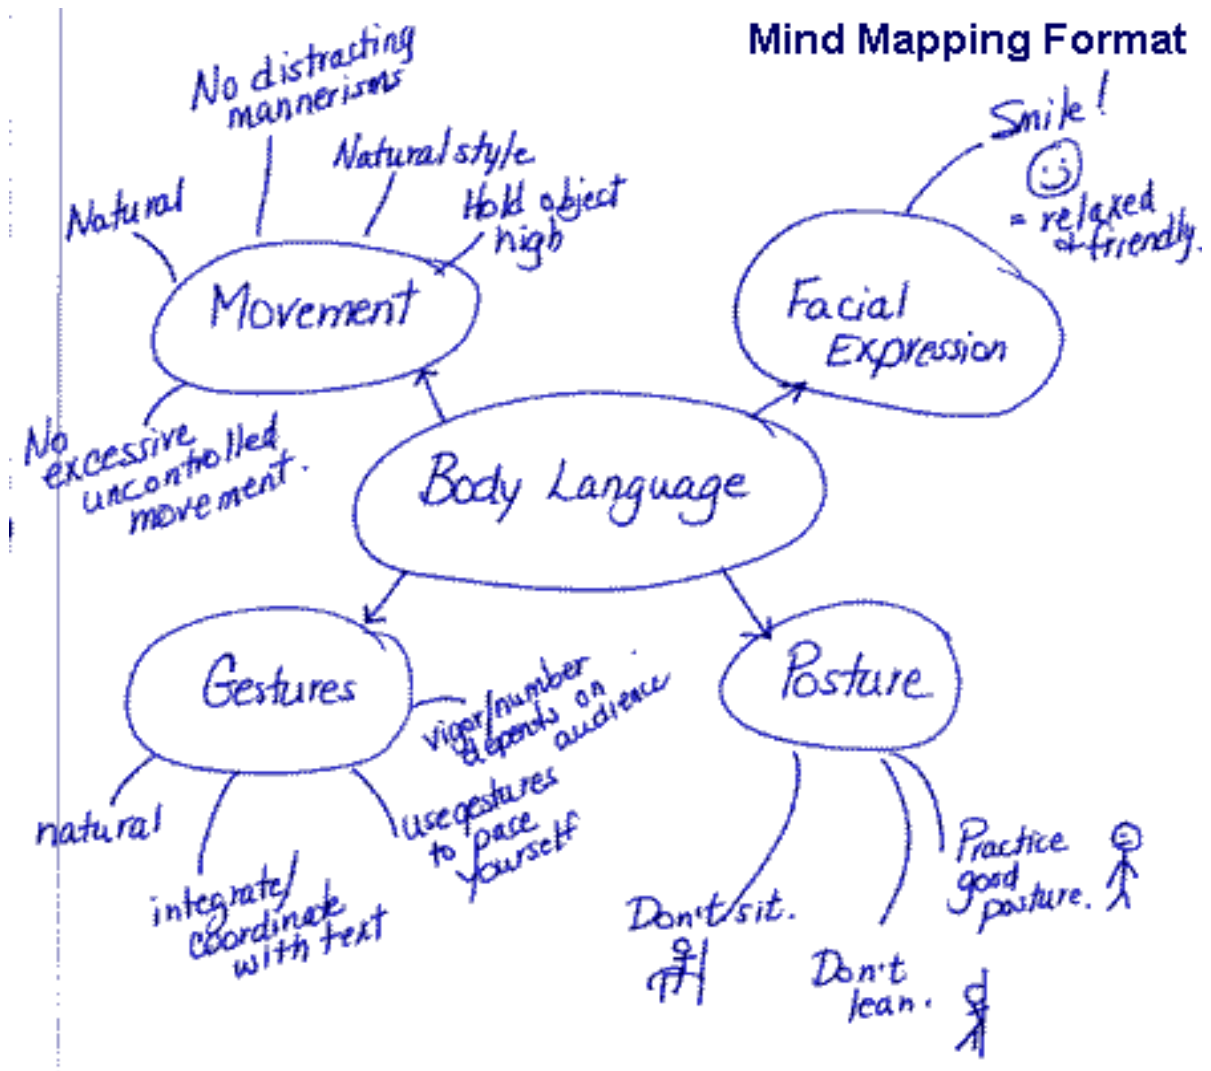 Mind Mapping Format
No distracting
mannerisms
Natural style
Natural
Hold object
high
Movement
No
excessive
uncontrolled
movement.
Smile!
= relaxed
& friendly.
Facial
Expression
Body Language
Gestures
vigor/number
depents on
audience
natural
use gestures
to pace
yourself
integrate/
coordinate
with text
Posture
Don't sit.
Don't
lean.
Practice
good
posture.